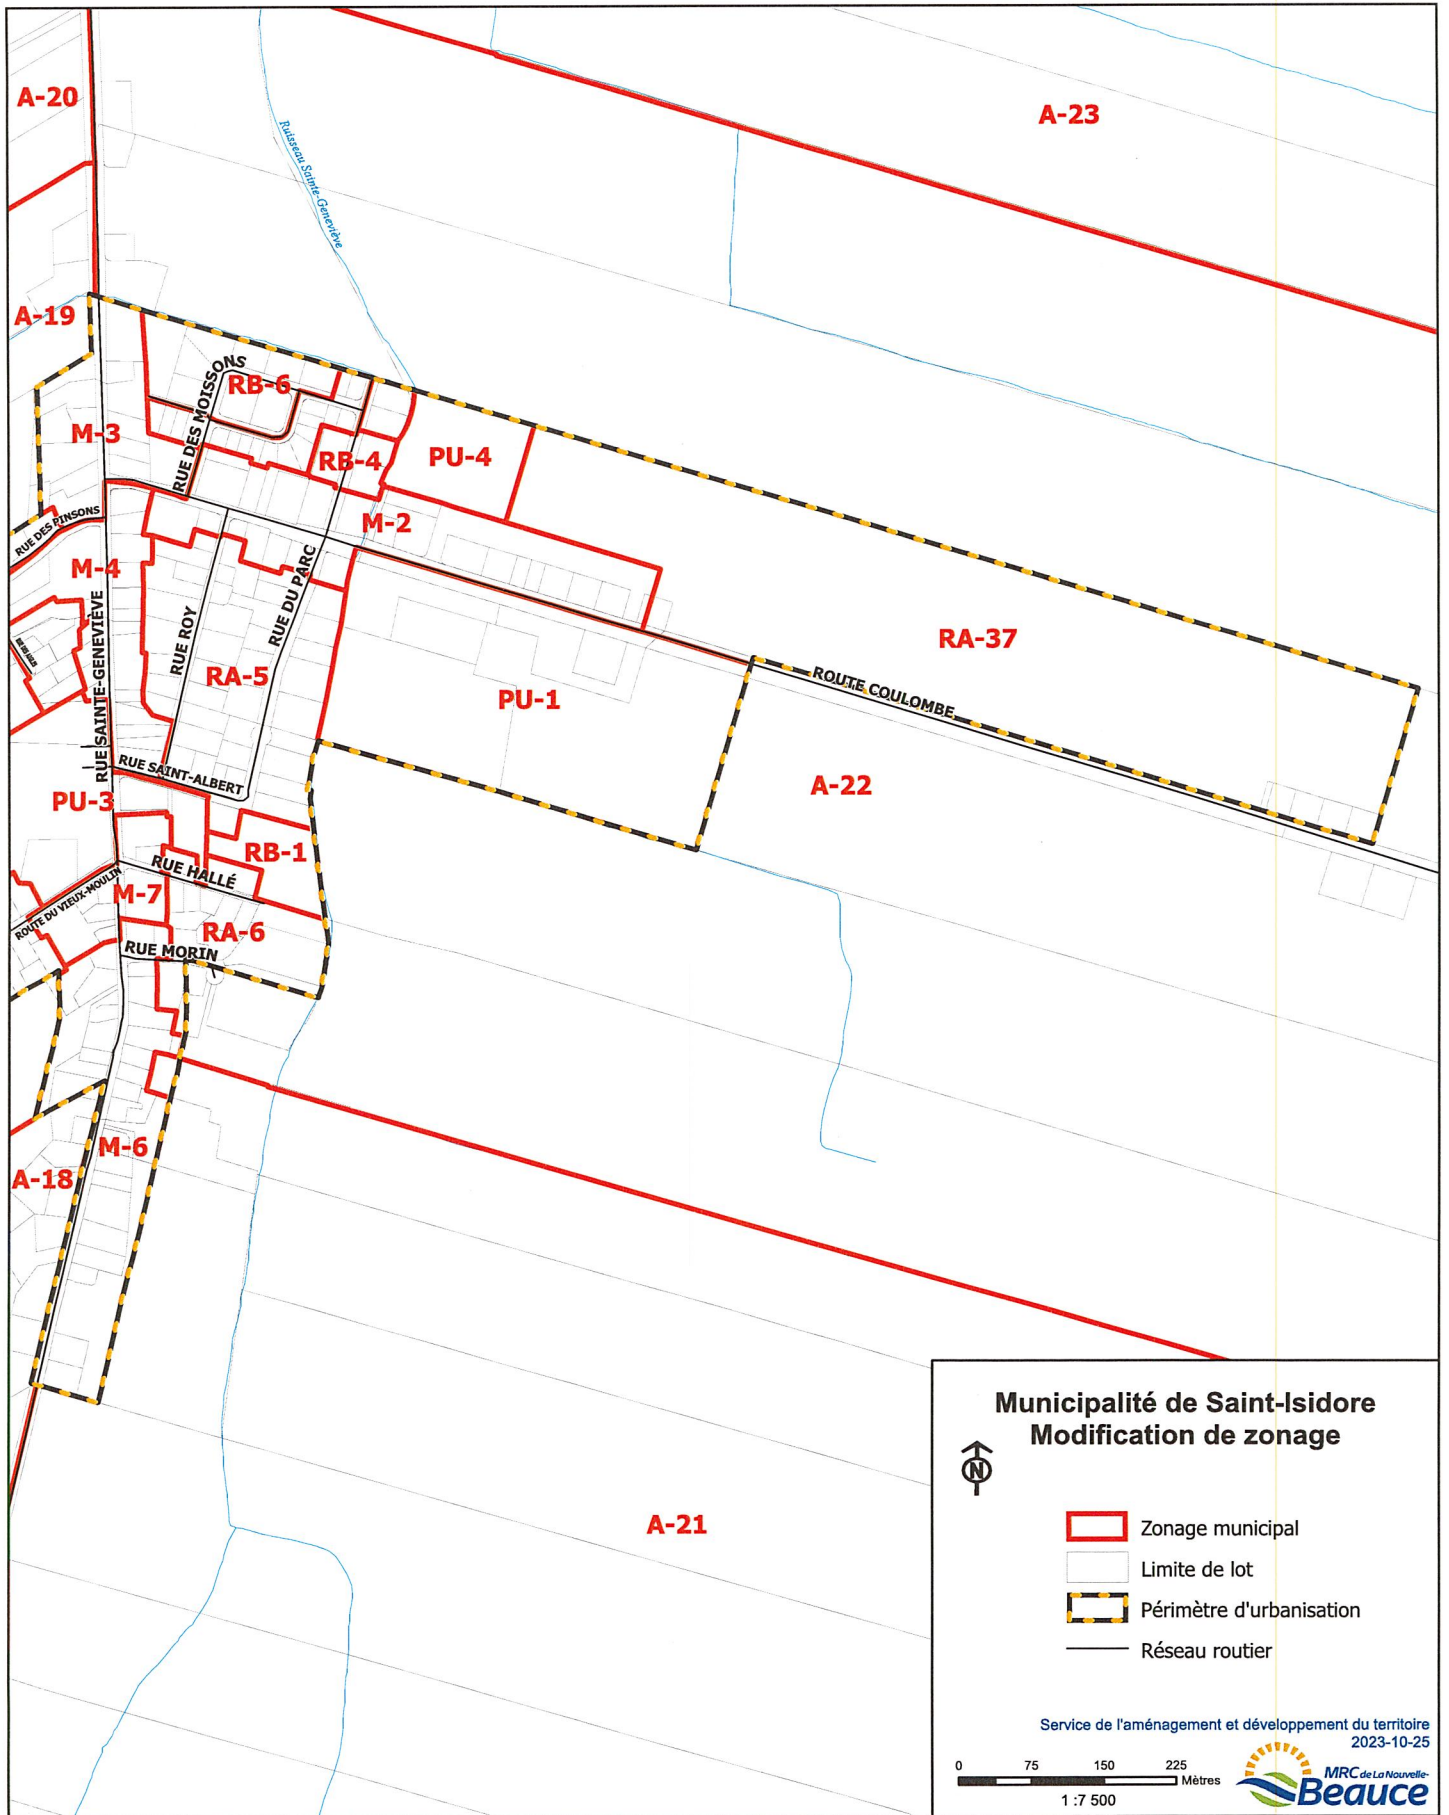 A-20
A-23
Ruisseau Sainte-Geneviève
A-19
RUE DES MOISSONS
RB-6
M-3
RB-4
PU-4
RUE DES PINSONS
M-2
M-4
RUE DU PARC
RUE ROY
RUE SAINTE-GENEVIÈVE
RA-37
RA-5
ROUTE COULOMBE
PU-1
RUE SAINT-ALBERT
A-22
PU-3
RB-1
RUE HALLÉ
M-7
ROUTE DU VIEUX-MOULIN
RA-6
RUE MORIN
M-6
A-18
A-21
Municipalité de Saint-Isidore
Modification de zonage
N
Zonage municipal
Limite de lot
Périmètre d'urbanisation
Réseau routier
Service de l'aménagement et développement du territoire
2023-10-25
0 75 150 225
Mètres
1 :7 500
MRC de La Nouvelle-
Beauce